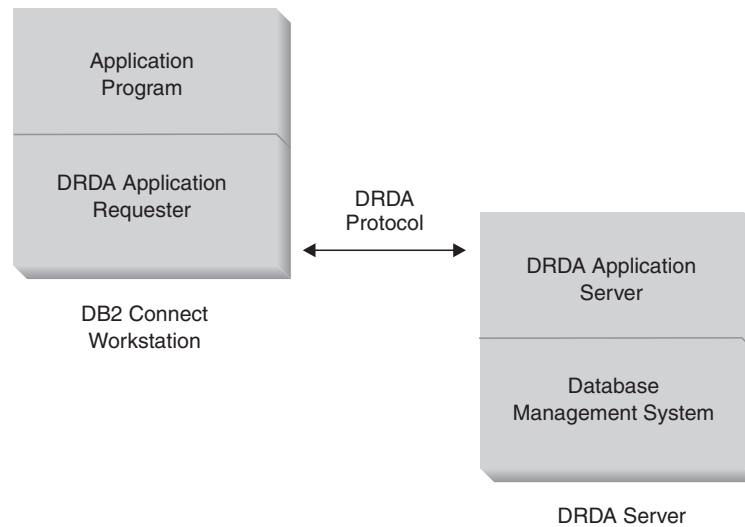 Application
Program
DRDA Application
Requester
DB2 Connect
Workstation
DRDA
Protocol
DRDA Application
Server
Database
Management System
DRDA Server